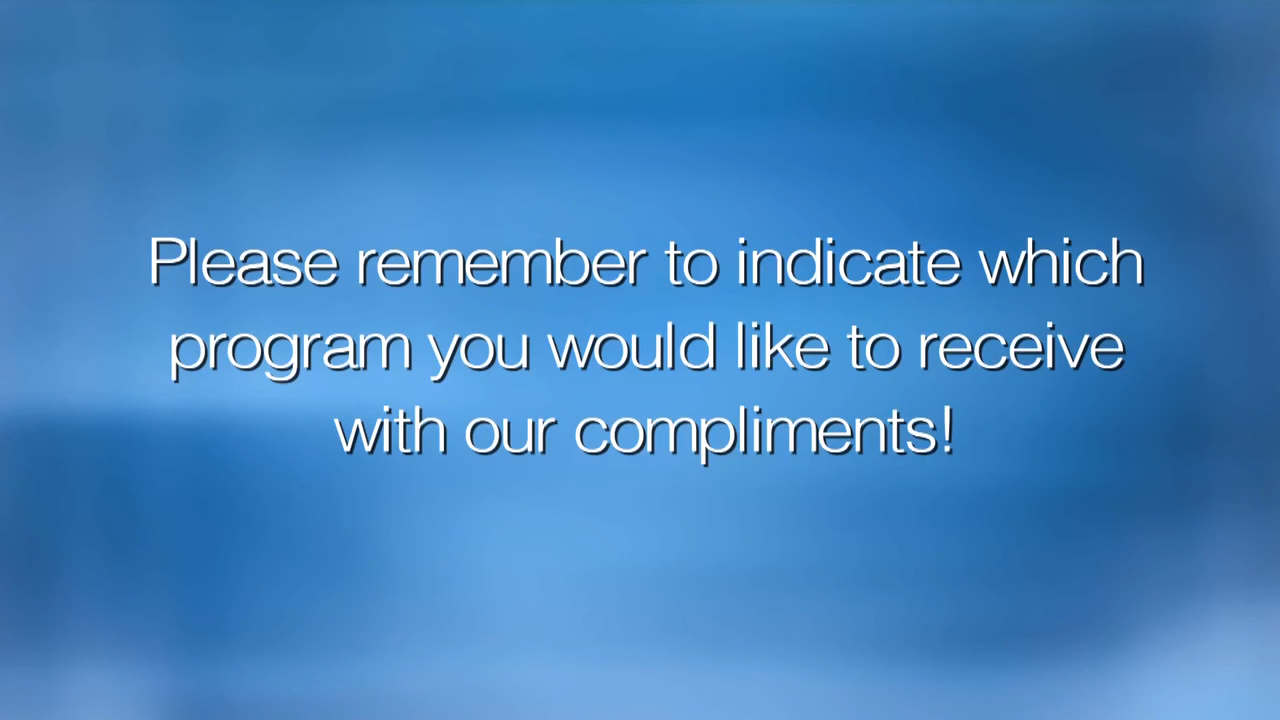 Please remember to indicate which
program you would like to receive
with our compliments!